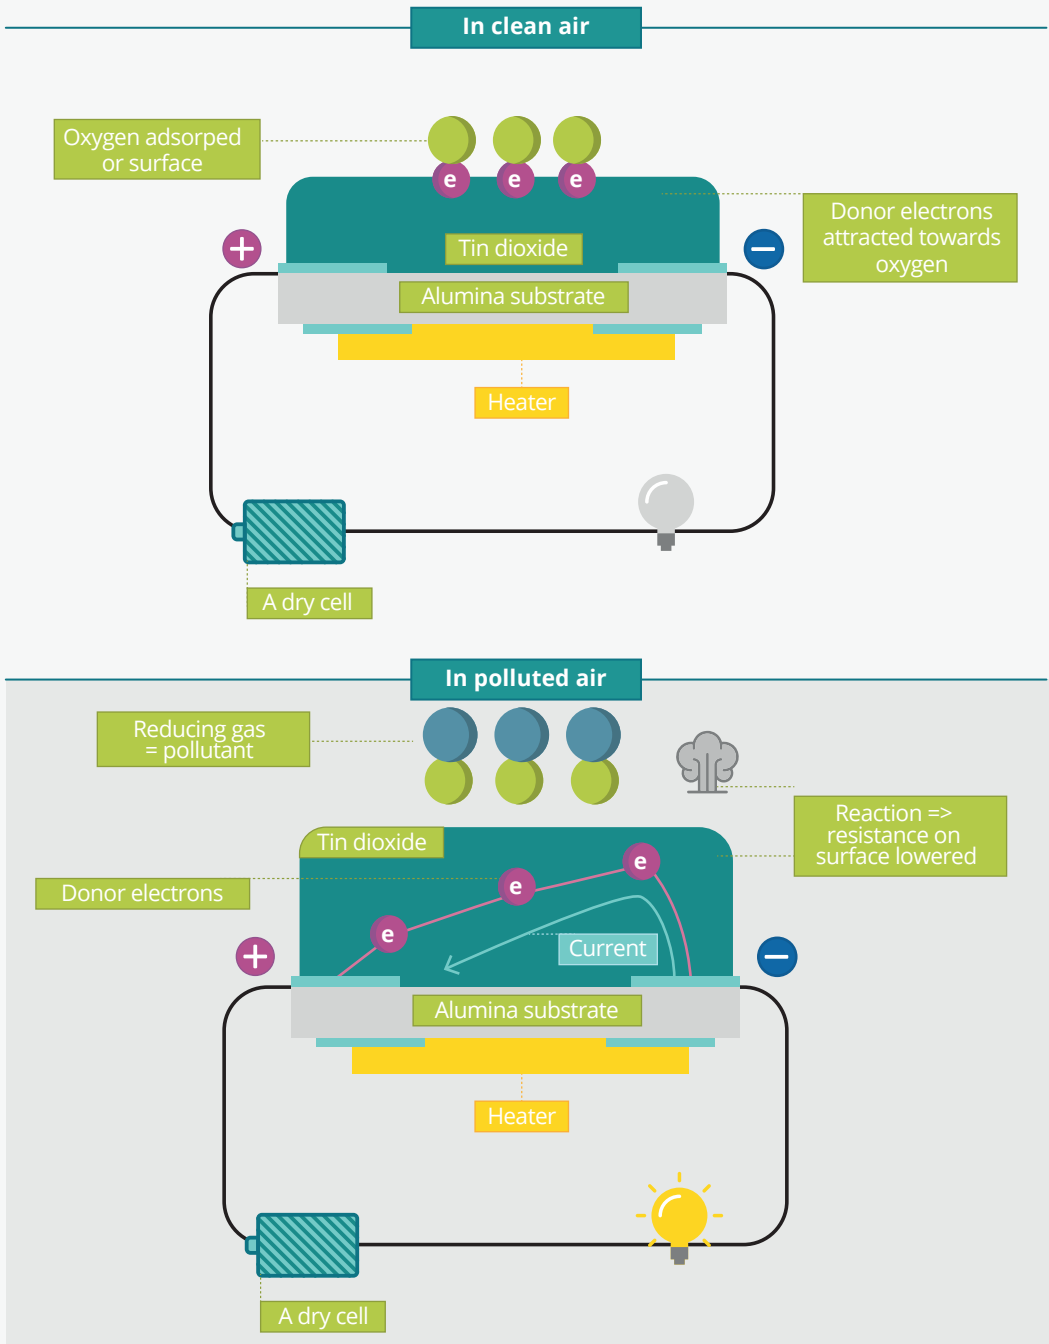 In clean air
Oxygen adsorped
or surface
e e e
Donor electrons
attracted towards
oxygen
Tin dioxide
Alumina substrate
Heater
A dry cell
In polluted air
Reducing gas
= pollutant
Reaction =>
resistance on
surface lowered
Tin dioxide
e
Donor electrons
e
e
Current
Alumina substrate
Heater
A dry cell